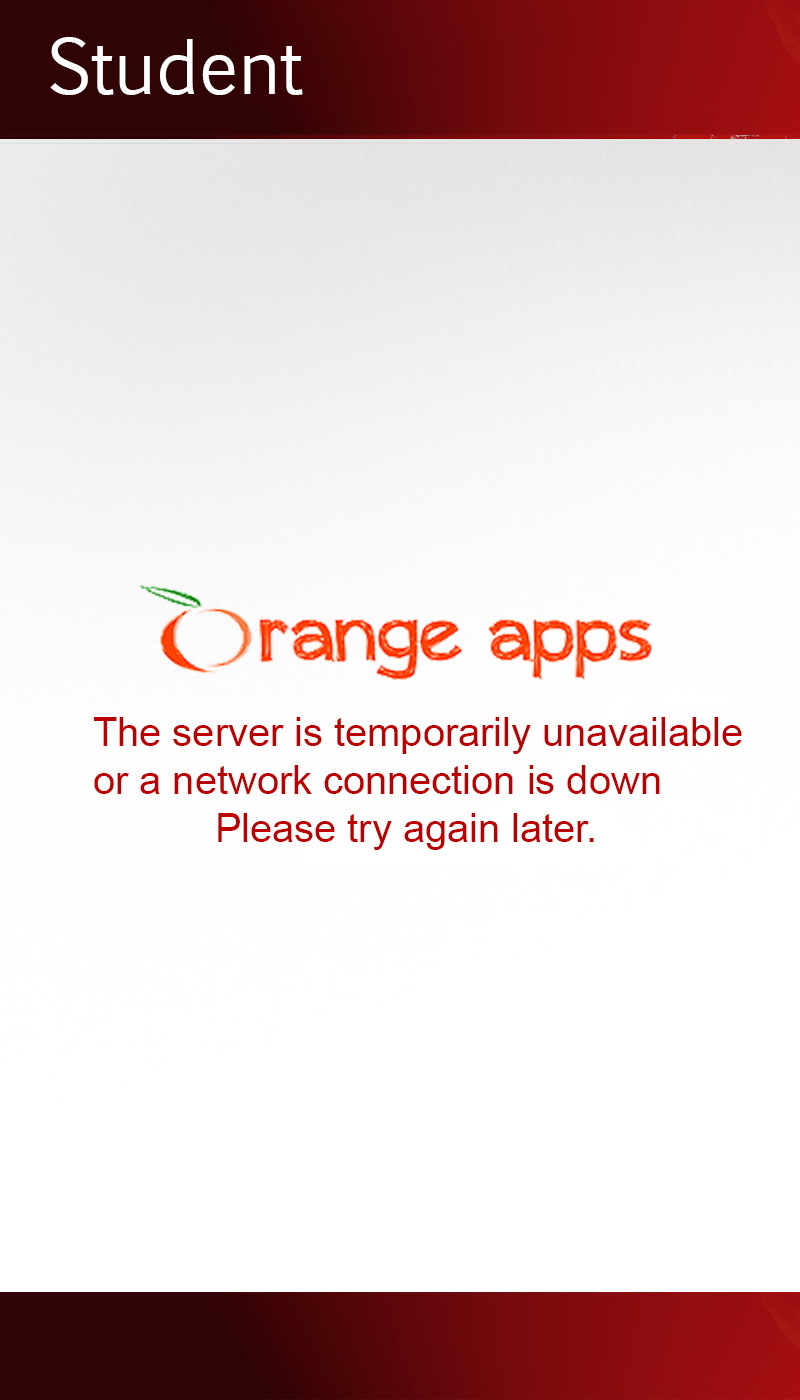 Student
Orange apps
The server is temporarily unavailable
or a network connection is down
Please try again later.